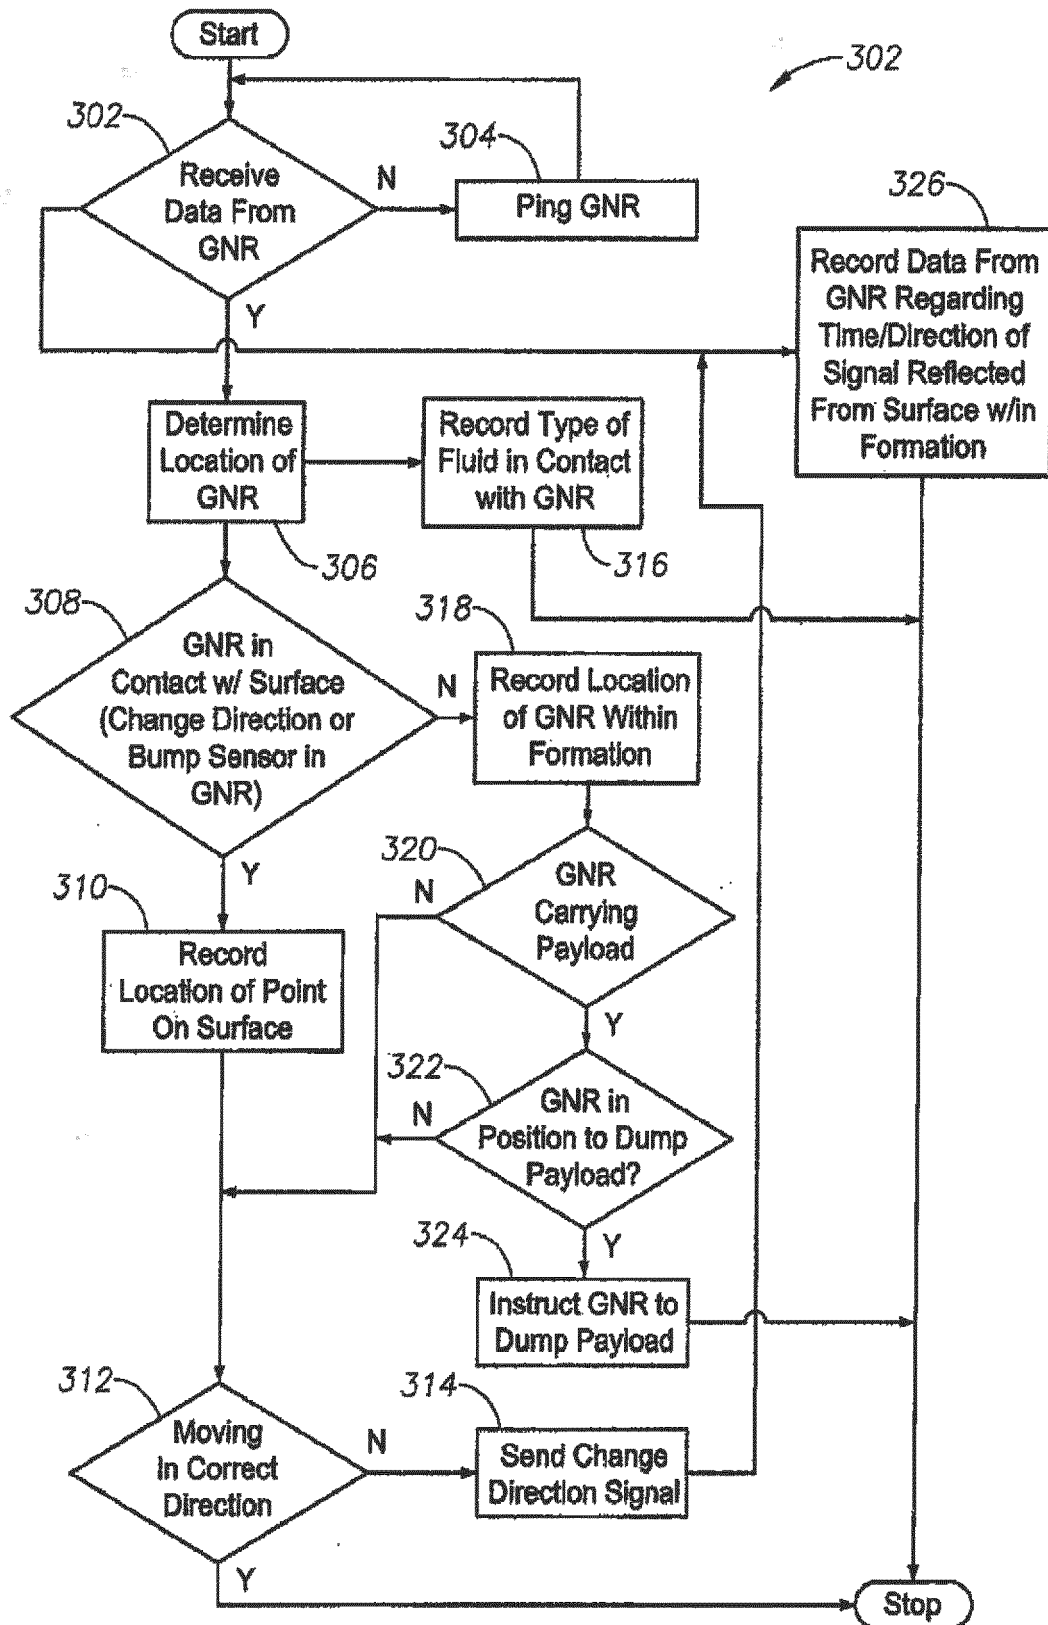 Start
302
302
Receive
Data From
GNR
N
304
Ping GNR
326
Record Data From
GNR Regarding
Time/Direction of
Signal Reflected
From Surface w/in
Formation
Y
Determine
Location of
GNR
306
Record Type of
Fluid in Contact
with GNR
316
308
GNR in
Contact w/ Surface
(Change Direction or
Bump Sensor in
GNR)
N
318
Record Location
of GNR Within
Formation
Y
310
Record
Location of Point
On Surface
320
N
GNR
Carrying
Payload
Y
322
N
GNR in
Position to Dump
Payload?
Y
324
Instruct GNR to
Dump Payload
312
Moving
In Correct
Direction
N
314
Send Change
Direction Signal
Y
Stop